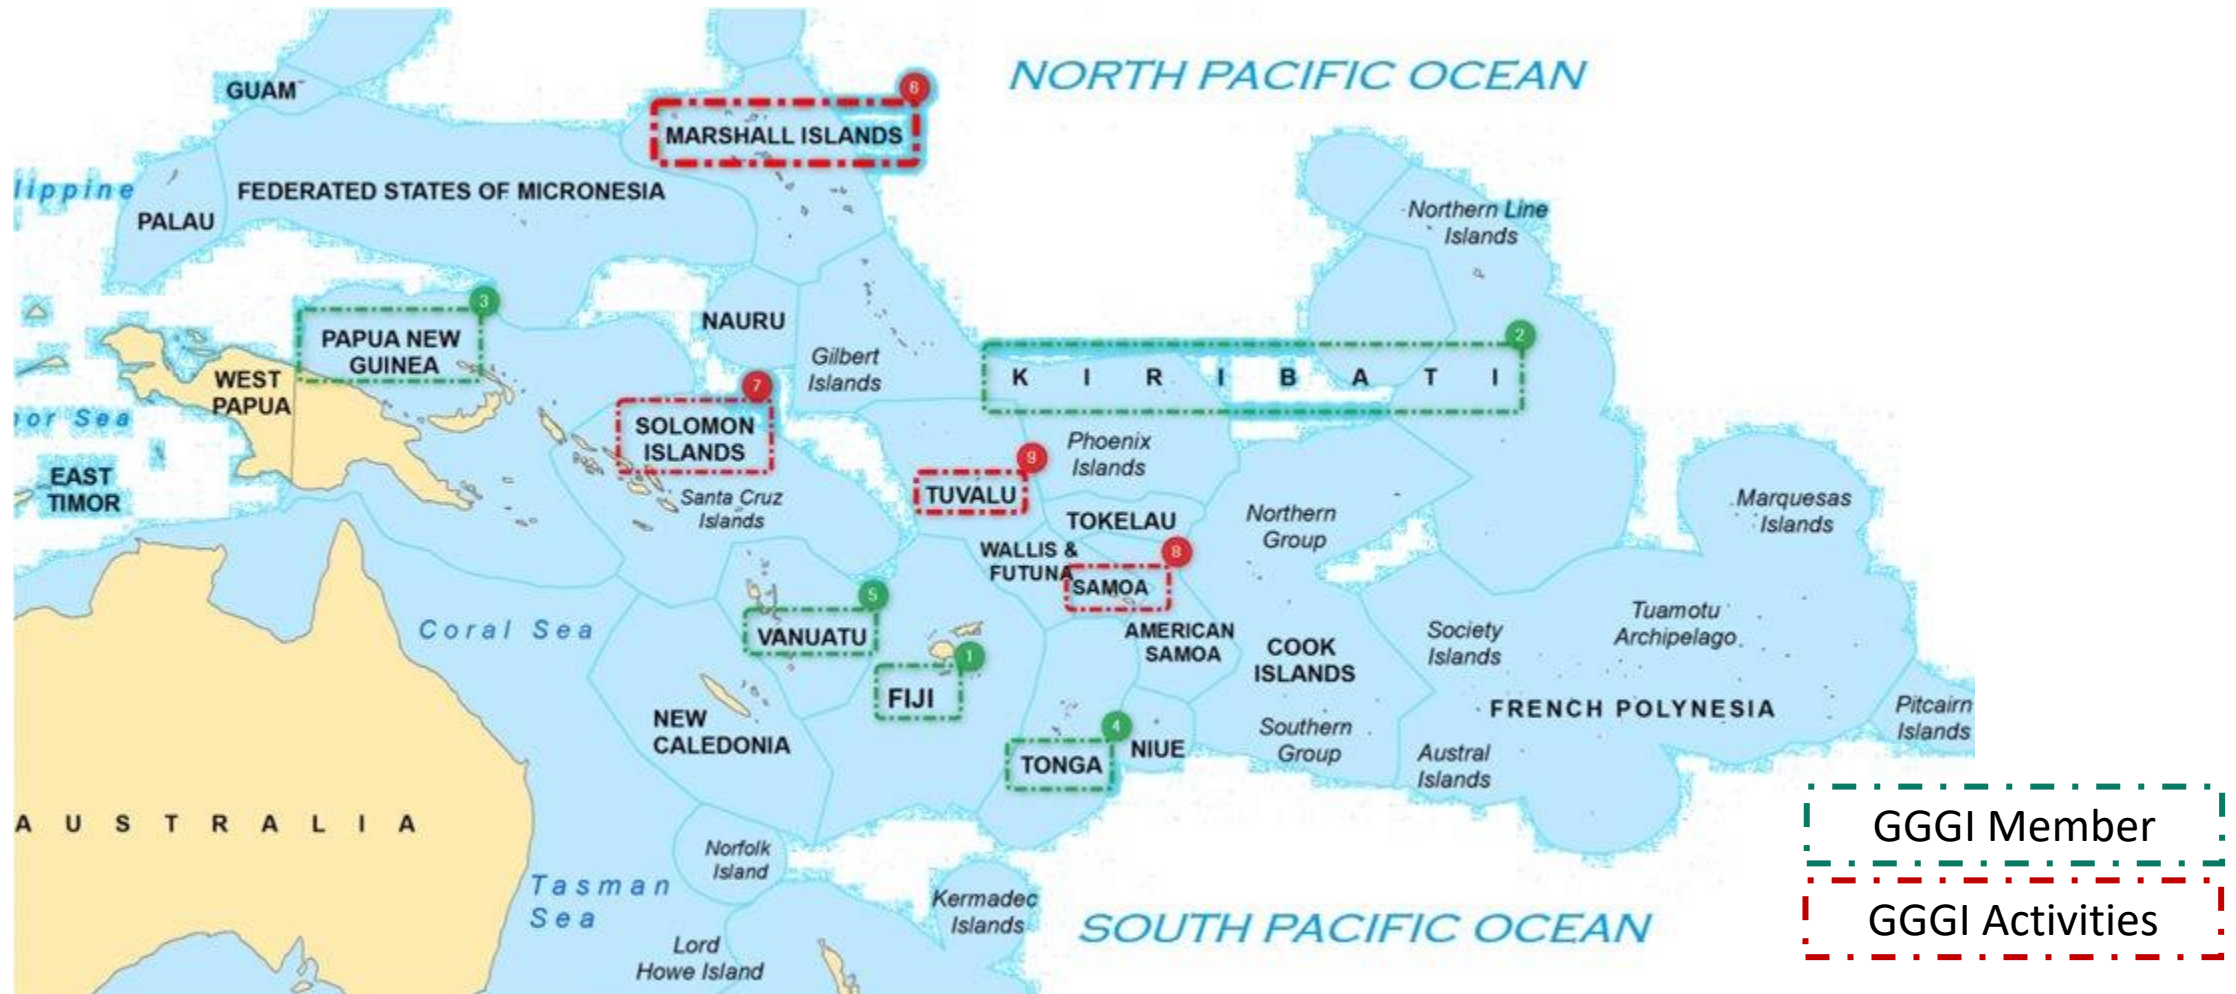 NORTH PACIFIC OCEAN
GUAM
6
MARSHALL ISLANDS
lippine
FEDERATED STATES OF MICRONESIA
PALAU
Northern Line
Islands
3
PAPUA NEW
GUINEA
NAURU
2
K I R I B A T I
Gilbert
Islands
WEST
PAPUA
7
SOLOMON
ISLANDS
or Sea
EAST
TIMOR
Santa Cruz
Islands
Phoenix
Islands
9
TUVALU
TOKELAU
Northern
Group
Marquesas
Islands
WALLIS &
FUTUNA
8
SAMOA
5
VANUATU
Coral Sea
1
FIJI
AMERICAN
SAMOA
COOK
ISLANDS
Society
Islands
Tuamotu
Archipelago
FRENCH POLYNESIA
Pitcairn
Islands
NEW
CALEDONIA
4
TONGA
NIUE
Southern
Group
Austral
Islands
AUSTRALIA
Norfolk
Island
Tasman
Sea
Kermadec
Islands
Lord
Howe Island
SOUTH PACIFIC OCEAN
GGGI Member
GGGI Activities